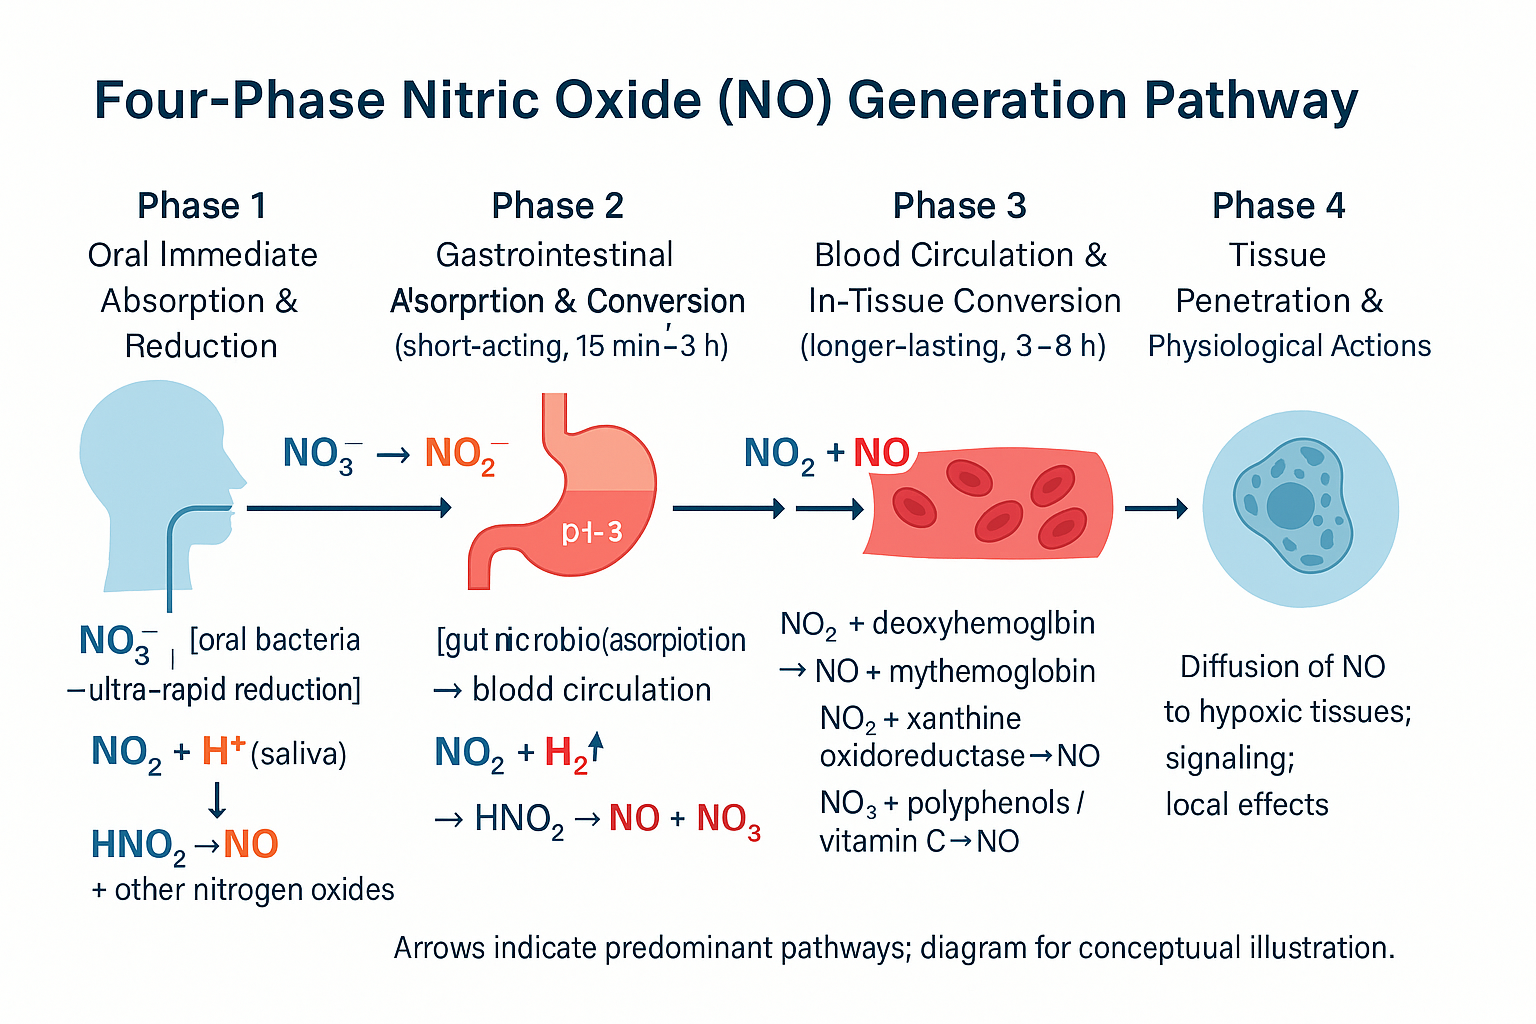 Four-Phase Nitric Oxide (NO) Generation Pathway
Phase 1
Oral Immediate
Absorption &
Reduction
Phase 2
Gastrointestinal
A'sorprtion & Conversion
(short-acting, 15 min–3 h)
Phase 3
Blood Circulation &
In-Tissue Conversion
(longer-lasting, 3–8 h)
Phase 4
Tissue
Penetration &
Physiological Actions
NO₃⁻ → NO₂⁻
pH-3
NO₂ + NO
NO₃⁻ | [oral bacteria
–ultra-rapid reduction]
NO₂ + H⁺ (saliva)
↓
HNO₂ → NO
+ other nitrogen oxides
[gut nicrobio(asorpiotion
→ blodd circulation
NO₂ + H₂↑
→ HNO₂ → NO + NO₃
NO₂ + deoxyhemoglbin
→ NO + mythemoglobin
NO₂ + xanthine
oxidoreductase → NO
NO₃ + polyphenols /
vitamin C → NO
Diffusion of NO
to hypoxic tissues;
signaling;
local effects
Arrows indicate predominant pathways; diagram for conceptuual illustration.